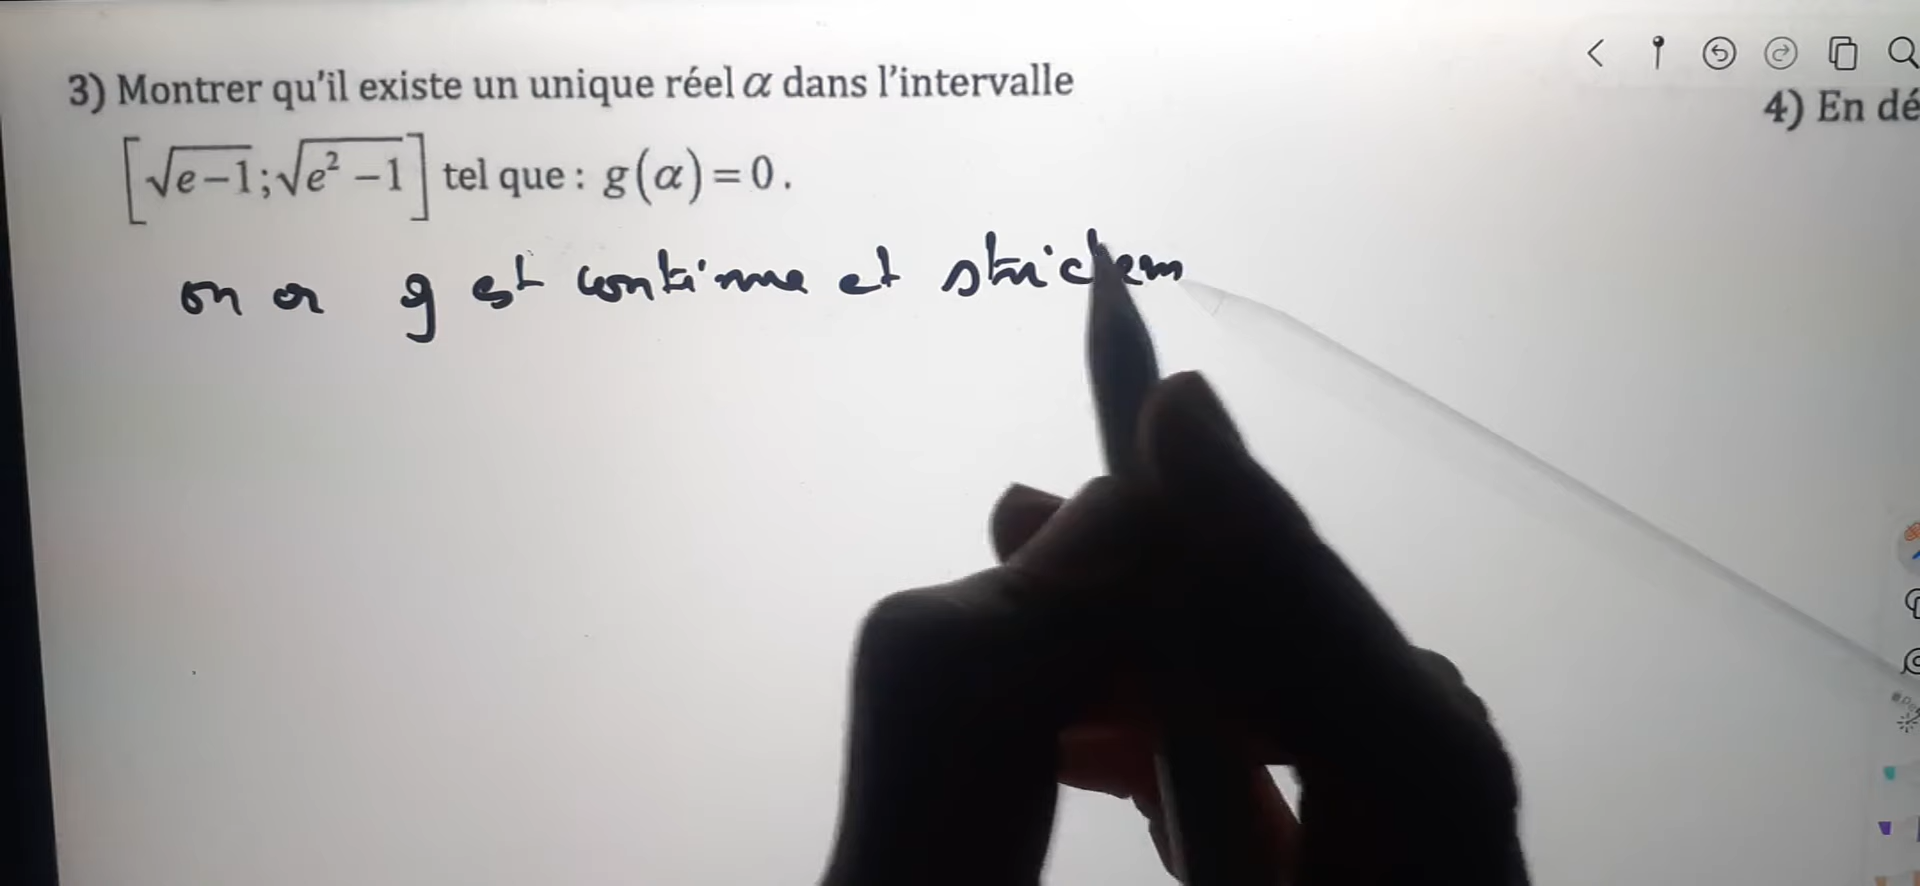 3) Montrer qu'il existe un unique réel α dans l'intervalle
[√e−1 ; √e² −1] tel que : g(α) = 0 .
on a g est continue et strictem
4) En dé